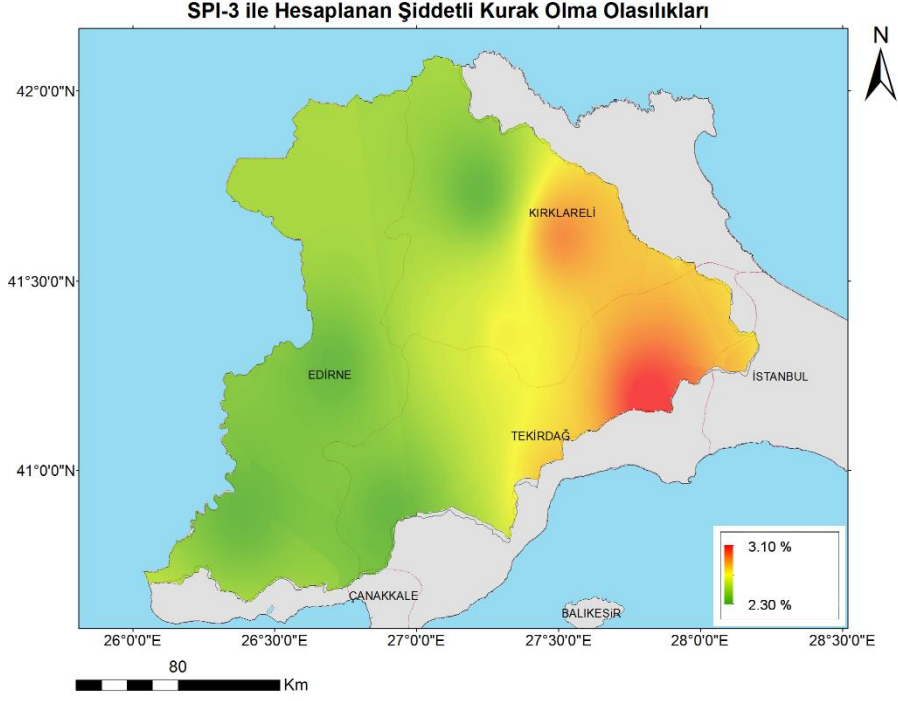 SPI-3 ile Hesaplanan Şiddetli Kurak Olma Olasılıkları
N
42°0'0"N
KIRKLARELİ
41°30'0"N
EDİRNE
İSTANBUL
TEKİRDAĞ
41°0'0"N
3.10 %
2.30 %
ÇANAKKALE
BALIKESİR
26°0'0"E 26°30'0"E 27°0'0"E 27°30'0"E 28°0'0"E 28°30'0"E
80
Km